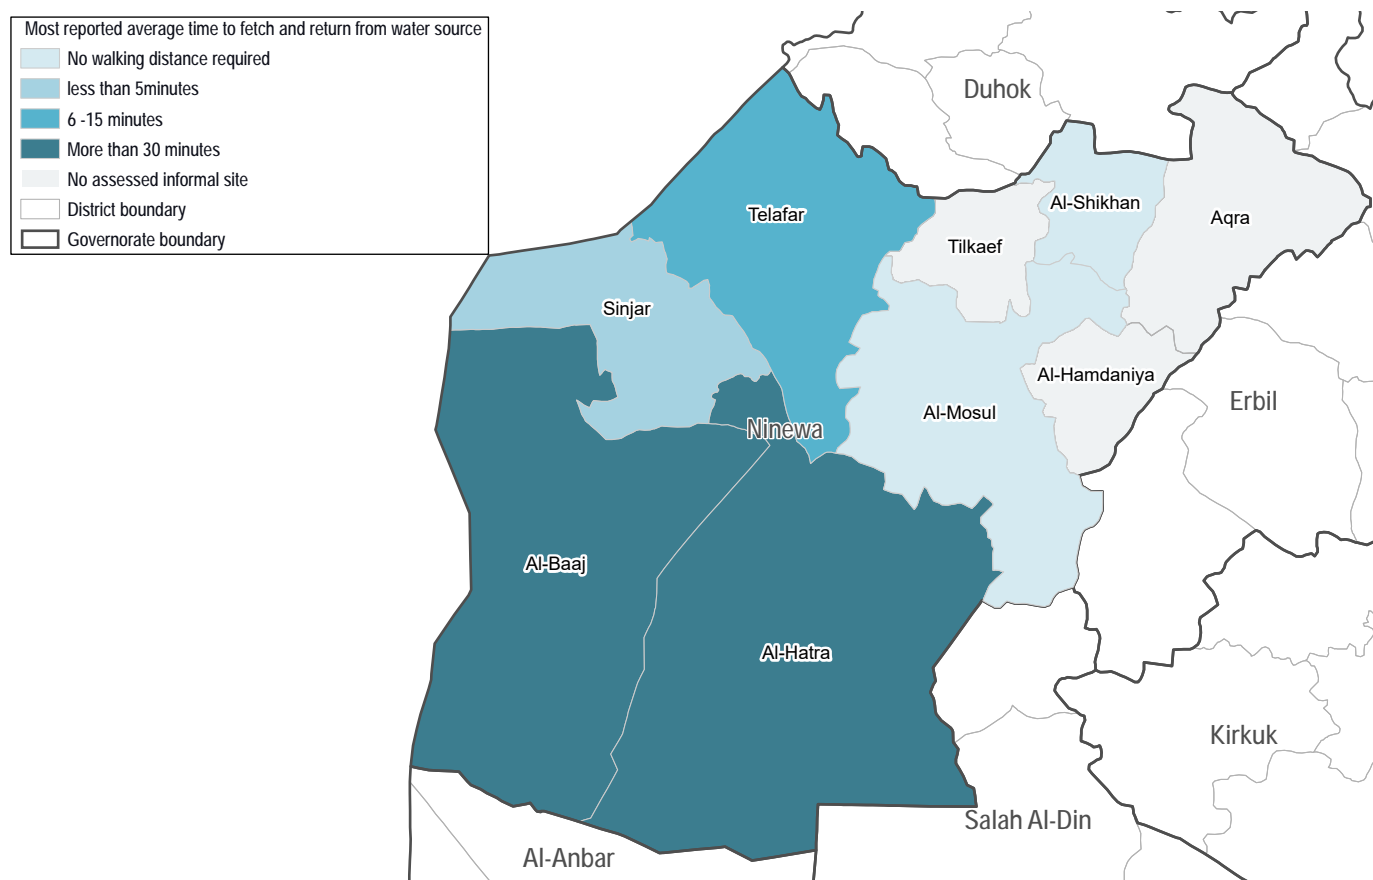 Most reported average time to fetch and return from water source
No walking distance required
less than 5minutes
6 -15 minutes
More than 30 minutes
No assessed informal site
District boundary
Governorate boundary
Duhok
Al-Shikhan
Telafar
Aqra
Tilkaef
Sinjar
Al-Hamdaniya
Erbil
Al-Mosul
Ninewa
Al-Baaj
Al-Hatra
Kirkuk
Salah Al-Din
Al-Anbar